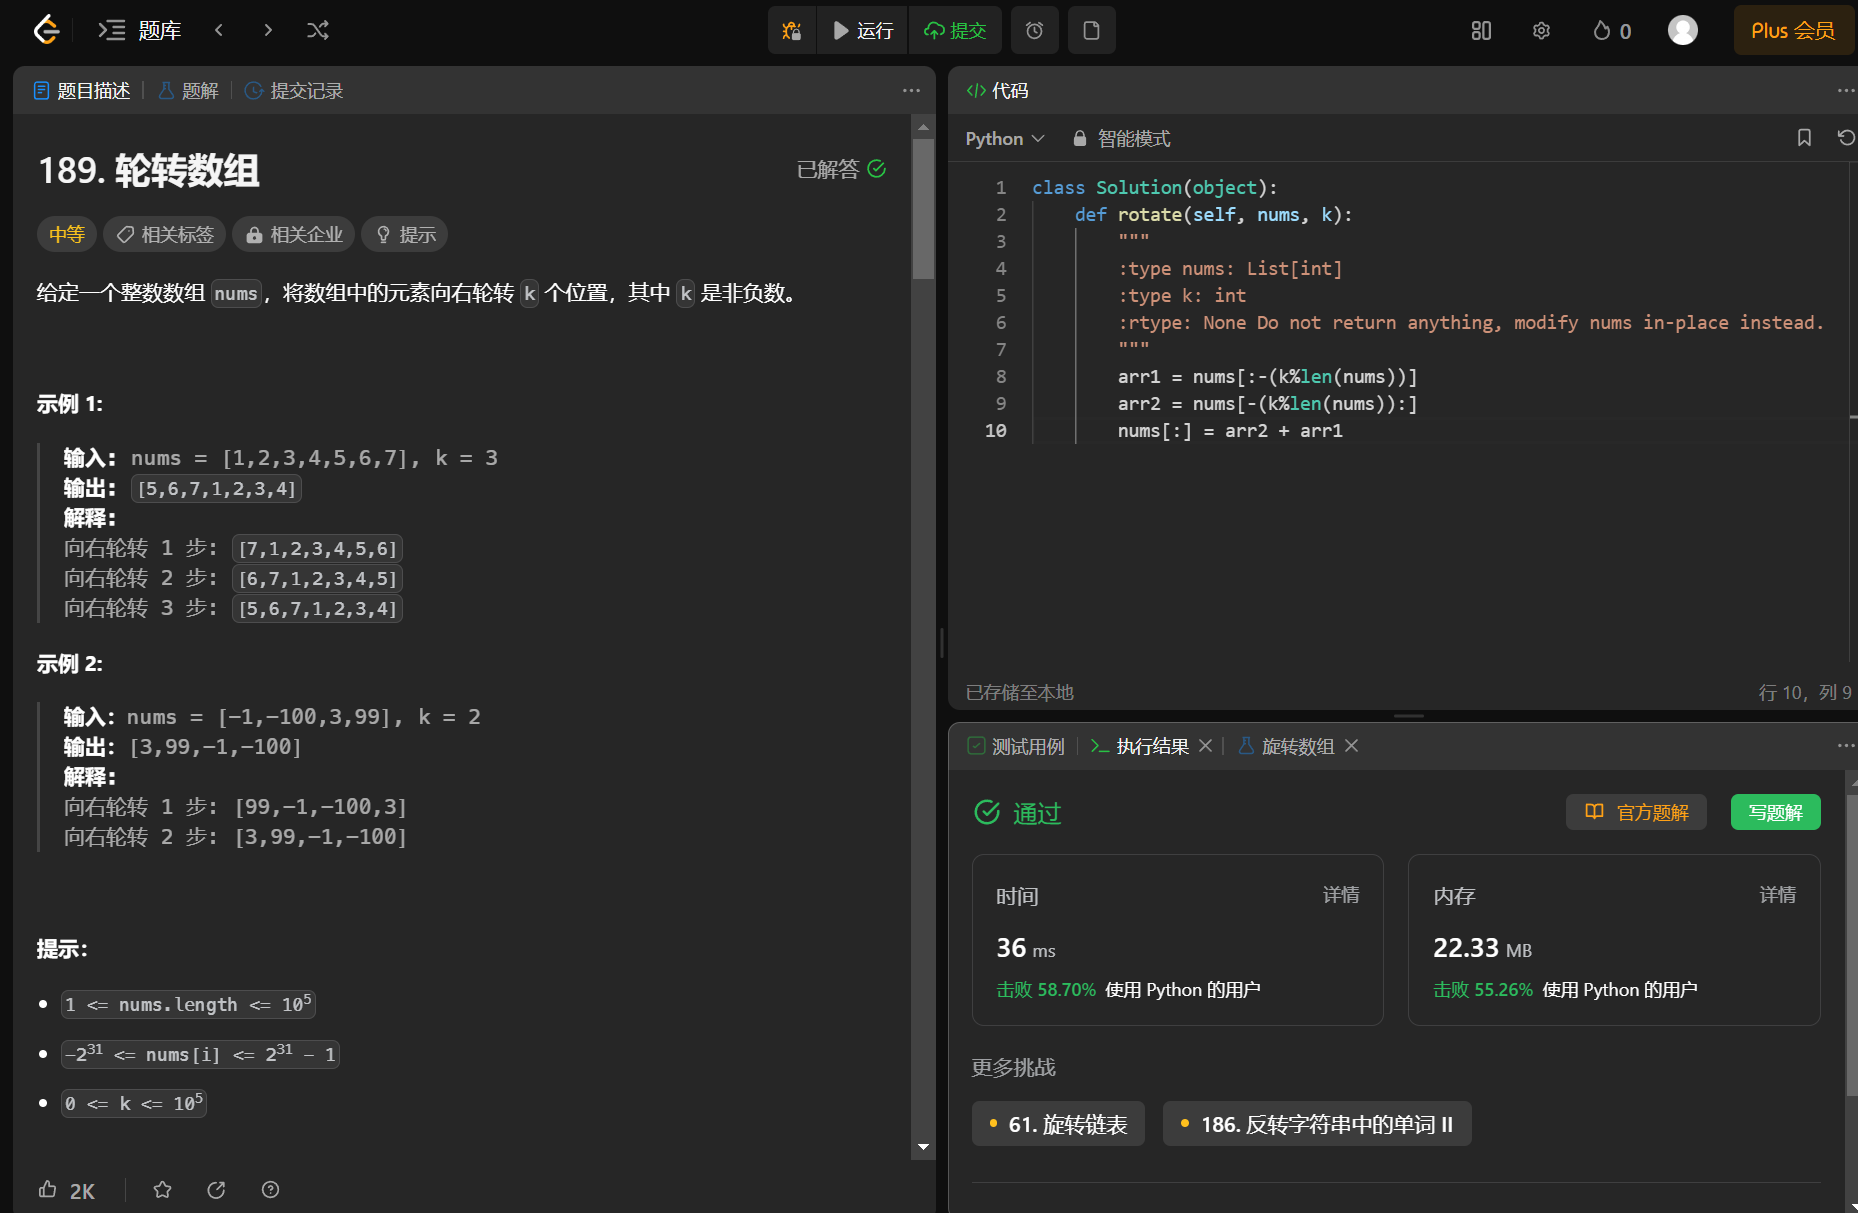 题库
运行
提交
0
Plus 会员
题目描述
题解
提交记录
189. 轮转数组
已解答
中等
相关标签
相关企业
提示
给定一个整数数组 nums，将数组中的元素向右轮转 k 个位置，其中 k 是非负数。
示例 1:
输入: nums = [1,2,3,4,5,6,7], k = 3
输出: [5,6,7,1,2,3,4]
解释:
向右轮转 1 步: [7,1,2,3,4,5,6]
向右轮转 2 步: [6,7,1,2,3,4,5]
向右轮转 3 步: [5,6,7,1,2,3,4]
示例 2:
输入：nums = [-1,-100,3,99], k = 2
输出：[3,99,-1,-100]
解释:
向右轮转 1 步: [99,-1,-100,3]
向右轮转 2 步: [3,99,-1,-100]
提示：
1 <= nums.length <= 10⁵
-2³¹ <= nums[i] <= 2³¹ - 1
0 <= k <= 10⁵
2K
代码
Python
智能模式
1 class Solution(object):
2     def rotate(self, nums, k):
3         """
4         :type nums: List[int]
5         :type k: int
6         :rtype: None Do not return anything, modify nums in-place instead.
7         """
8         arr1 = nums[:-(k%len(nums))]
9         arr2 = nums[-(k%len(nums)):]
10         nums[:] = arr2 + arr1
已存储至本地
行 10，列 9
测试用例
执行结果
旋转数组
通过
官方题解
写题解
时间
详情
36 ms
击败 58.70% 使用 Python 的用户
内存
详情
22.33 MB
击败 55.26% 使用 Python 的用户
更多挑战
61. 旋转链表
186. 反转字符串中的单词 II